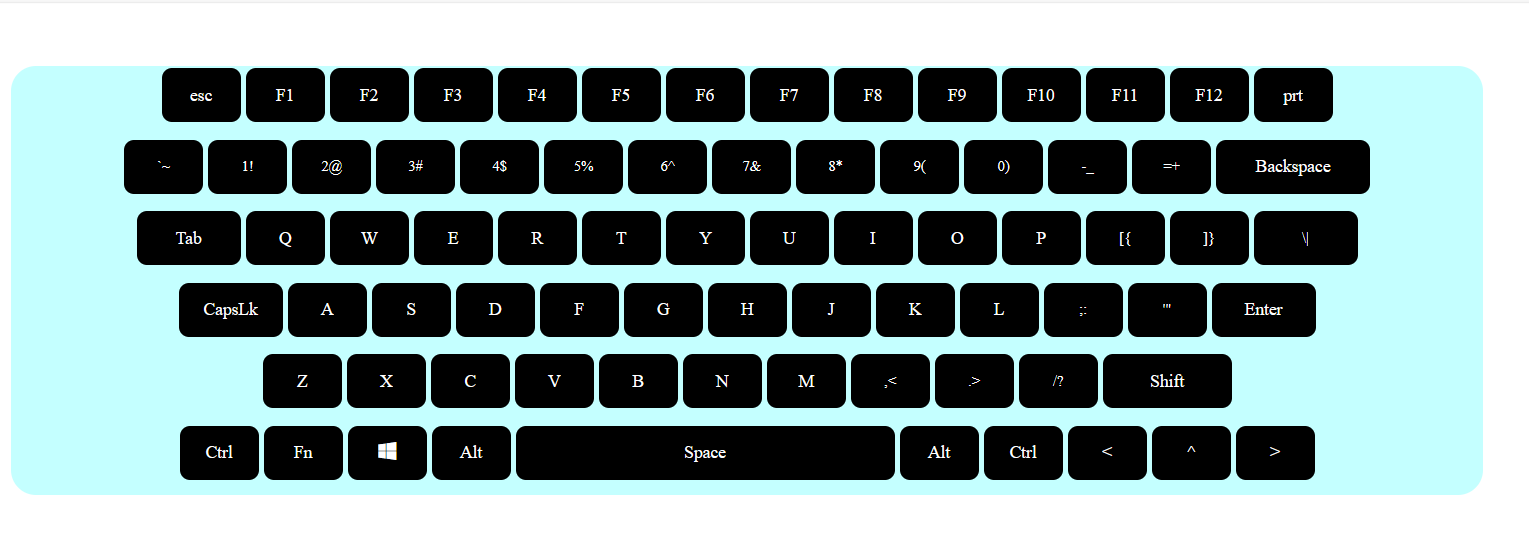 esc F1 F2 F3 F4 F5 F6 F7 F8 F9 F10 F11 F12 prt
`~ 1! 2@ 3# 4$ 5% 6^ 7& 8* 9( 0) -_ =+ Backspace
Tab Q W E R T Y U I O P [{ ]} \|
CapsLk A S D F G H J K L ;: '" Enter
Z X C V B N M ,< .> /? Shift
Ctrl Fn Alt Space Alt Ctrl < ^ >